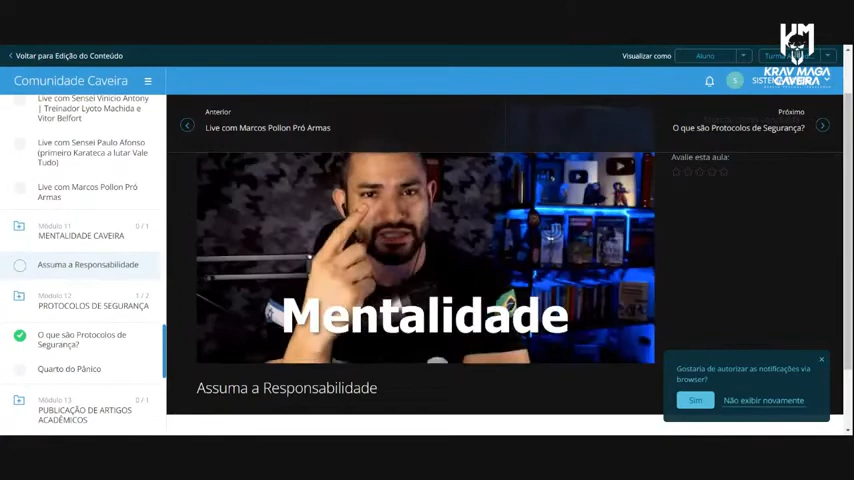 Voltar para Edição do Conteúdo
Visualizar como
Aluno
KM
KRAV MAGA
CAVEIRA
Comunidade Caveira
S
Live com Sensei Vinicio Antony
| Treinador Lyoto Machida e
Vitor Belfort
Live com Sensei Paulo Afonso
(primeiro Karateca a lutar Vale
Tudo)
Live com Marcos Pollon Pró
Armas
Módulo 11
0 / 1
MENTALIDADE CAVEIRA
Assuma a Responsabilidade
Módulo 12
1 / 2
PROTOCOLOS DE SEGURANÇA
O que são Protocolos de
Segurança?
Quarto do Pânico
Módulo 13
0 / 1
PUBLICAÇÃO DE ARTIGOS
ACADÊMICOS
Anterior
Live com Marcos Pollon Pró Armas
Próximo
O que são Protocolos de Segurança?
Avalie esta aula:
Mentalidade
Assuma a Responsabilidade
Gostaria de autorizar as notificações via
browser?
Sim
Não exibir novamente